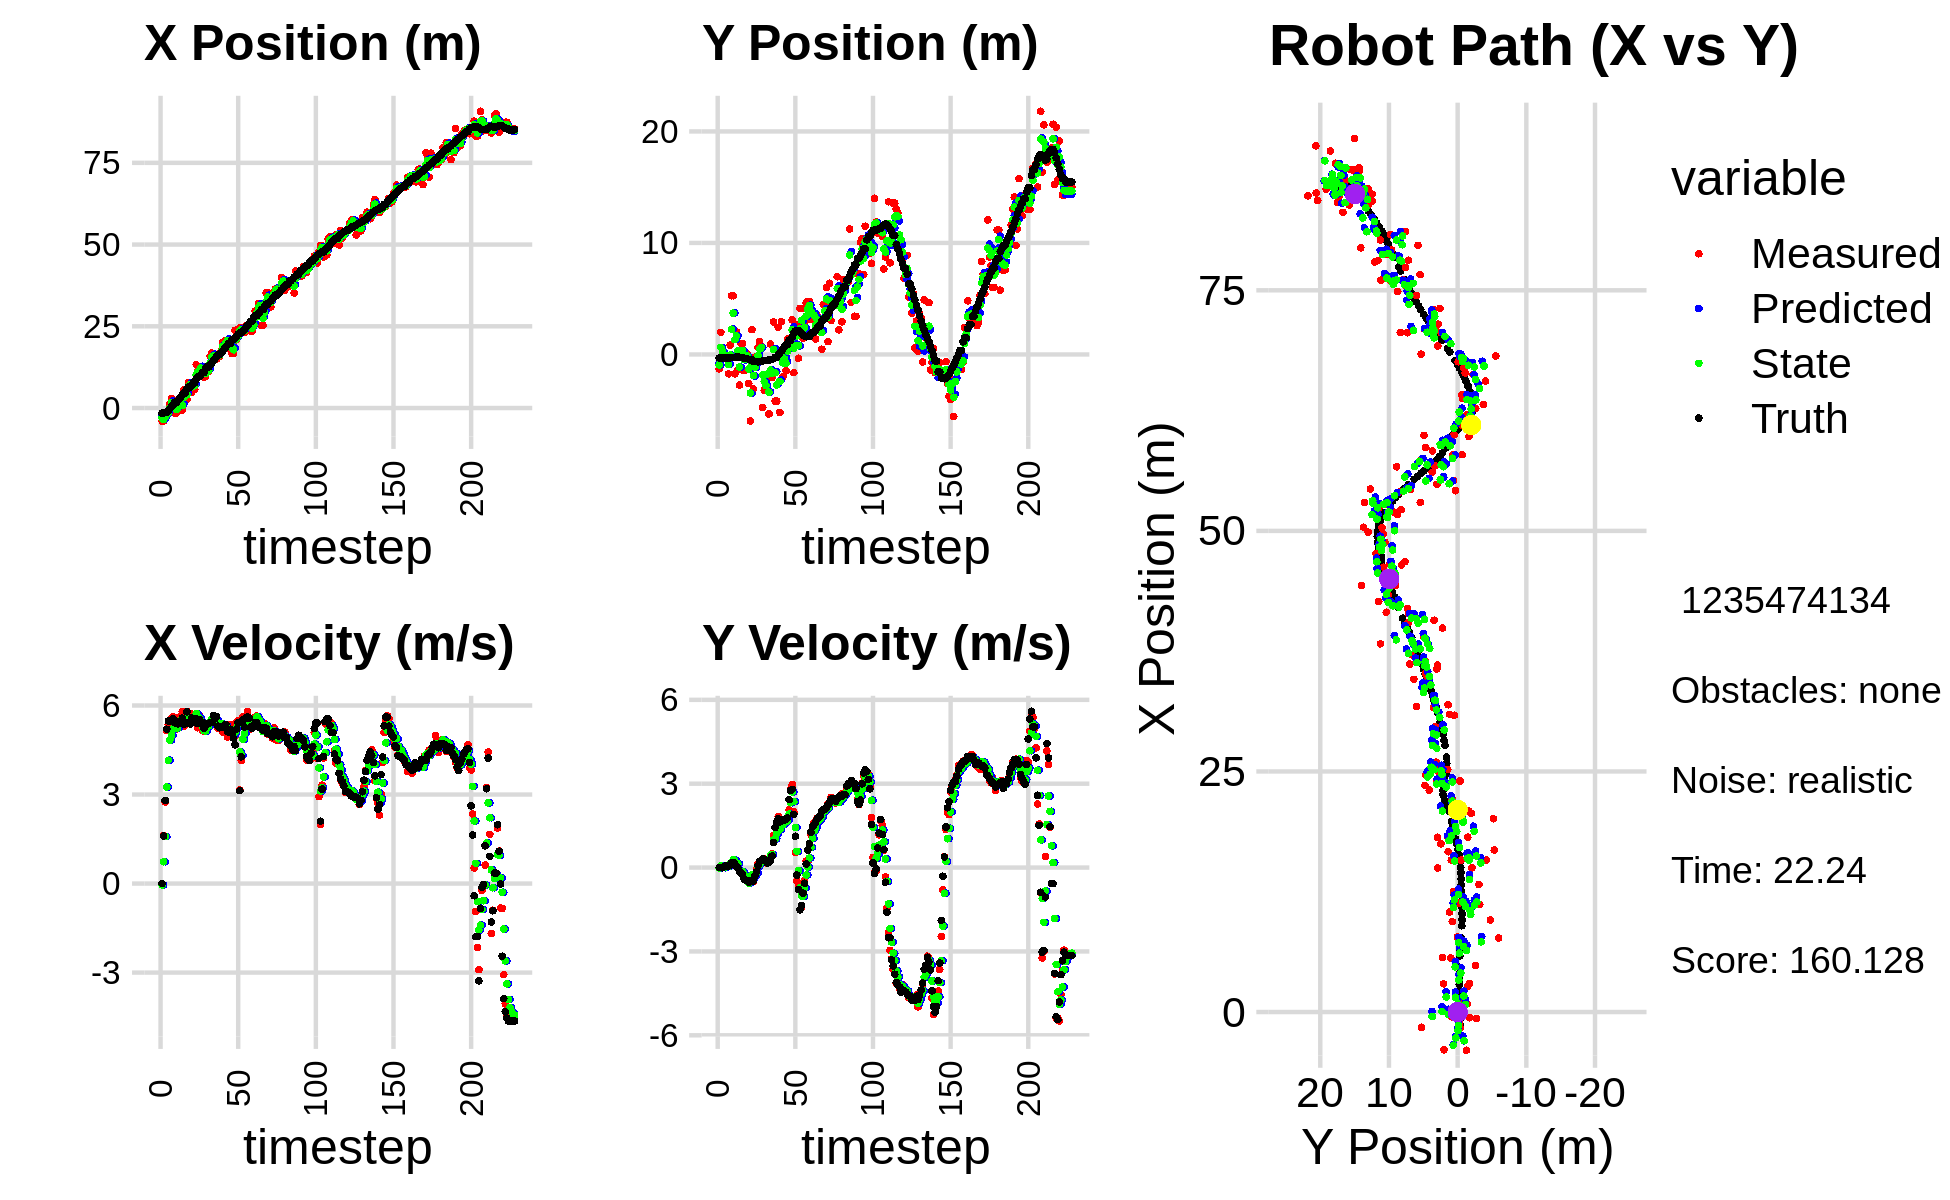 X Position (m)
75
50
25
0
0 50 100 150 200
timestep
Y Position (m)
20
10
0
0 50 100 150 200
timestep
X Velocity (m/s)
6
3
0
-3
0 50 100 150 200
timestep
Y Velocity (m/s)
6
3
0
-3
-6
0 50 100 150 200
timestep
Robot Path (X vs Y)
X Position (m)
75
50
25
0
20 10 0 -10 -20
Y Position (m)
variable
Measured
Predicted
State
Truth
1235474134
Obstacles: none
Noise: realistic
Time: 22.24
Score: 160.128